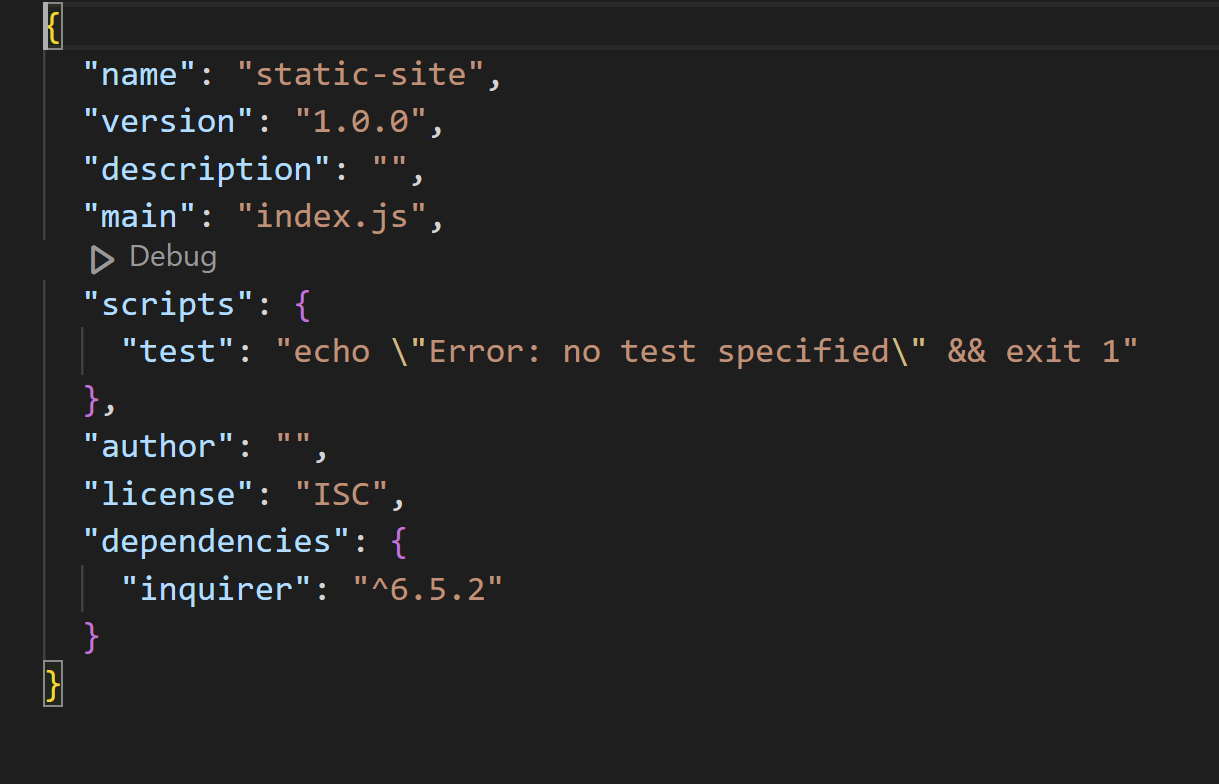 {
"name": "static-site",
"version": "1.0.0",
"description": "",
"main": "index.js",
Debug
"scripts": {
"test": "echo \"Error: no test specified\" && exit 1"
},
"author": "",
"license": "ISC",
"dependencies": {
"inquirer": "^6.5.2"
}
}